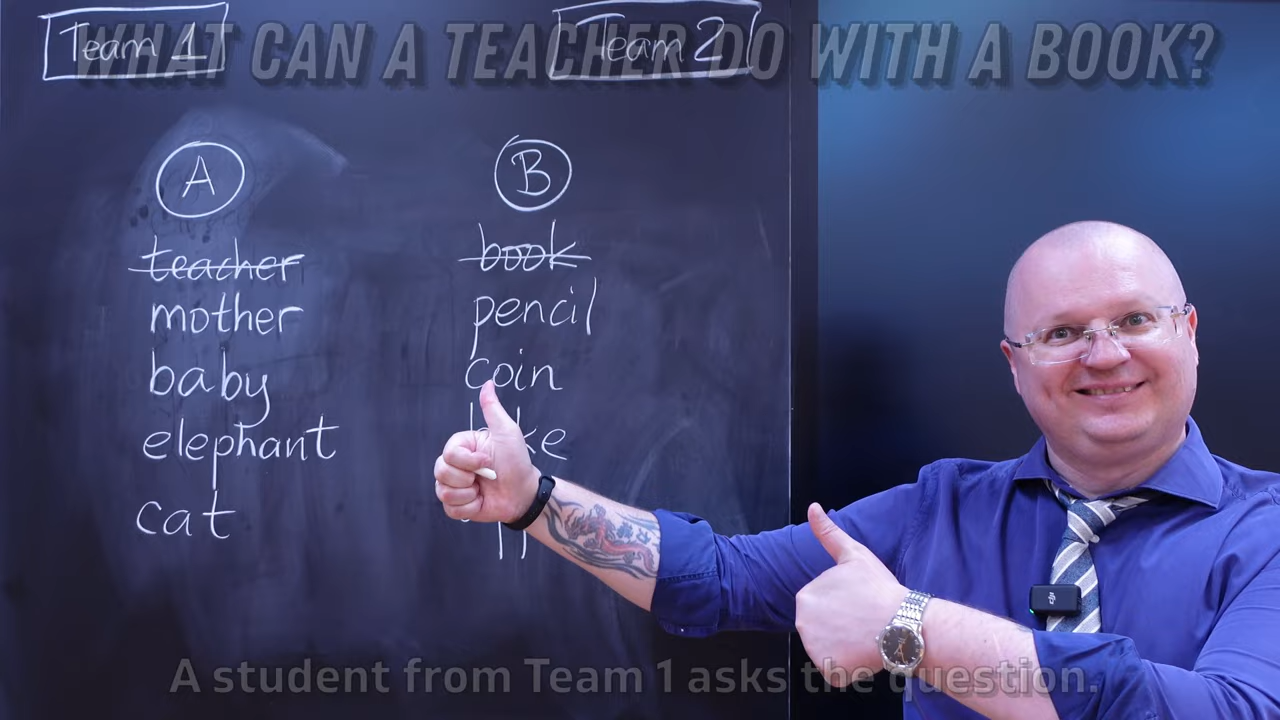 WHAT CAN A TEACHER DO WITH A BOOK?
Team 1
Team 2
A
B
teacher
book
mother
pencil
baby
coin
elephant
cat
A student from Team 1 asks the question.